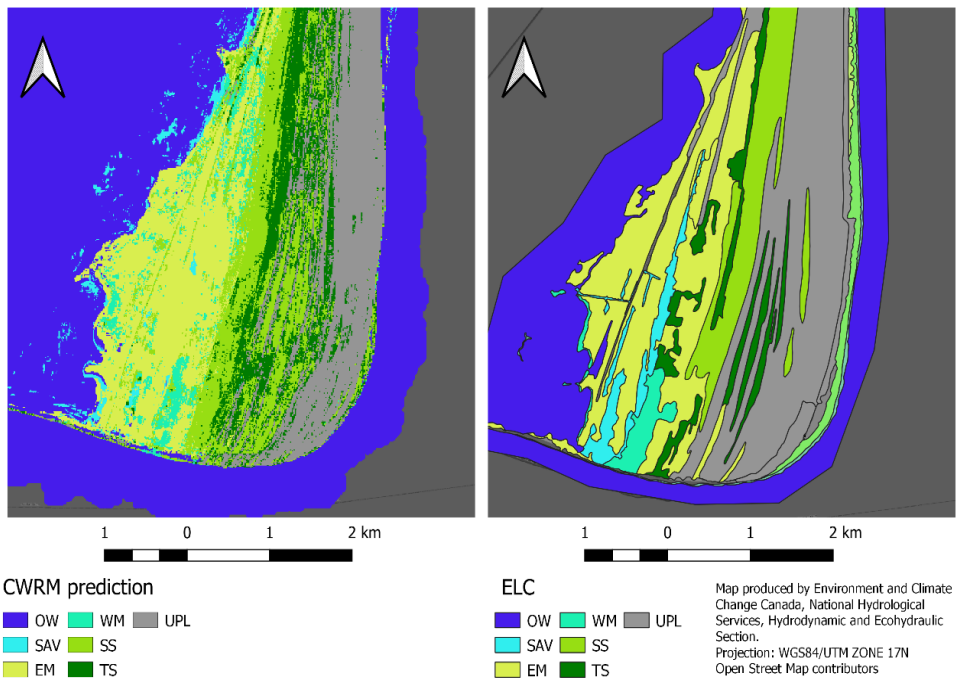 1 0 1 2 km
1 0 1 2 km
CWRM prediction
OW WM UPL
SAV SS
EM TS
ELC
OW WM UPL
SAV SS
EM TS
Map produced by Environment and Climate
Change Canada, National Hydrological
Services, Hydrodynamic and Ecohydraulic
Section.
Projection: WGS84/UTM ZONE 17N
Open Street Map contributors